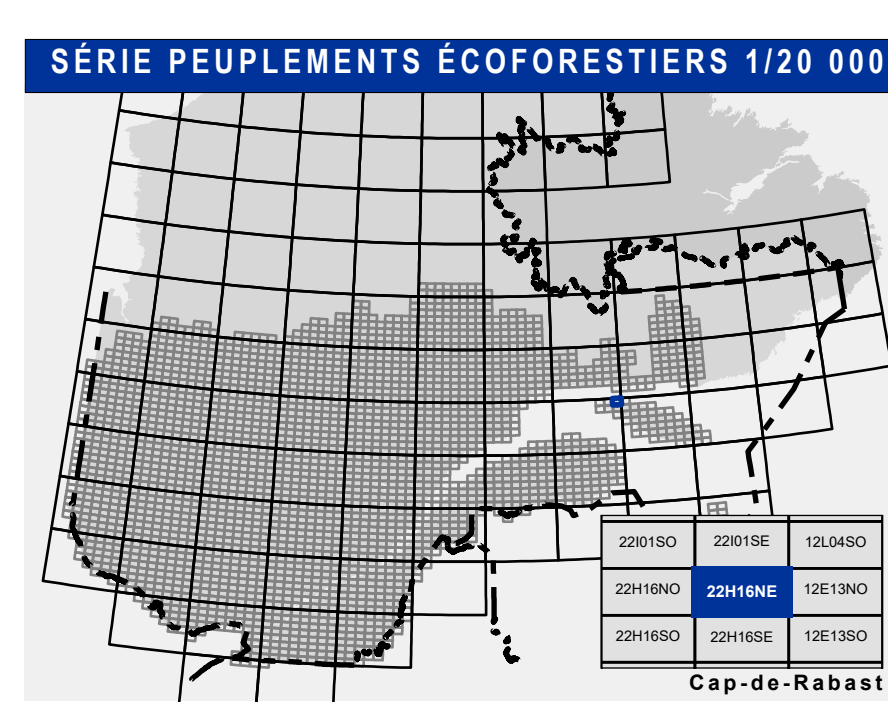 SÉRIE PEUPLEMENTS ÉCOFORESTIERS 1/20 000
22I01SO 22I01SE 12L04SO
22H16NO 22H16NE 12E13NO
22H16SO 22H16SE 12E13SO
Cap-de-Rabast